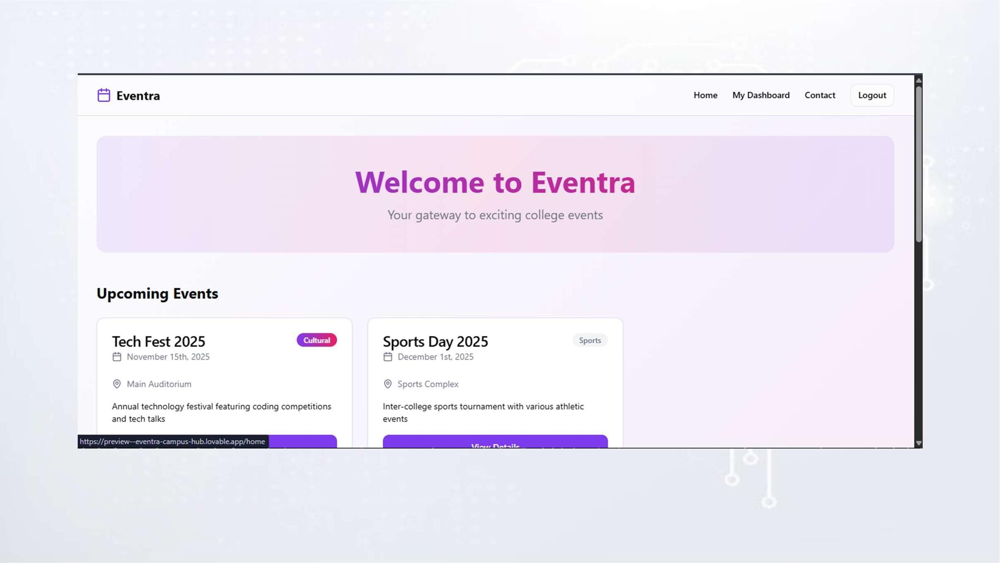 Eventra
Home
My Dashboard
Contact
Logout
Welcome to Eventra
Your gateway to exciting college events
Upcoming Events
Tech Fest 2025
Cultural
November 15th, 2025
Main Auditorium
Annual technology festival featuring coding competitions
and tech talks
Sports Day 2025
Sports
December 1st, 2025
Sports Complex
Inter-college sports tournament with various athletic
events
View Details
https://preview--eventra-campus-hub.lovable.app/home